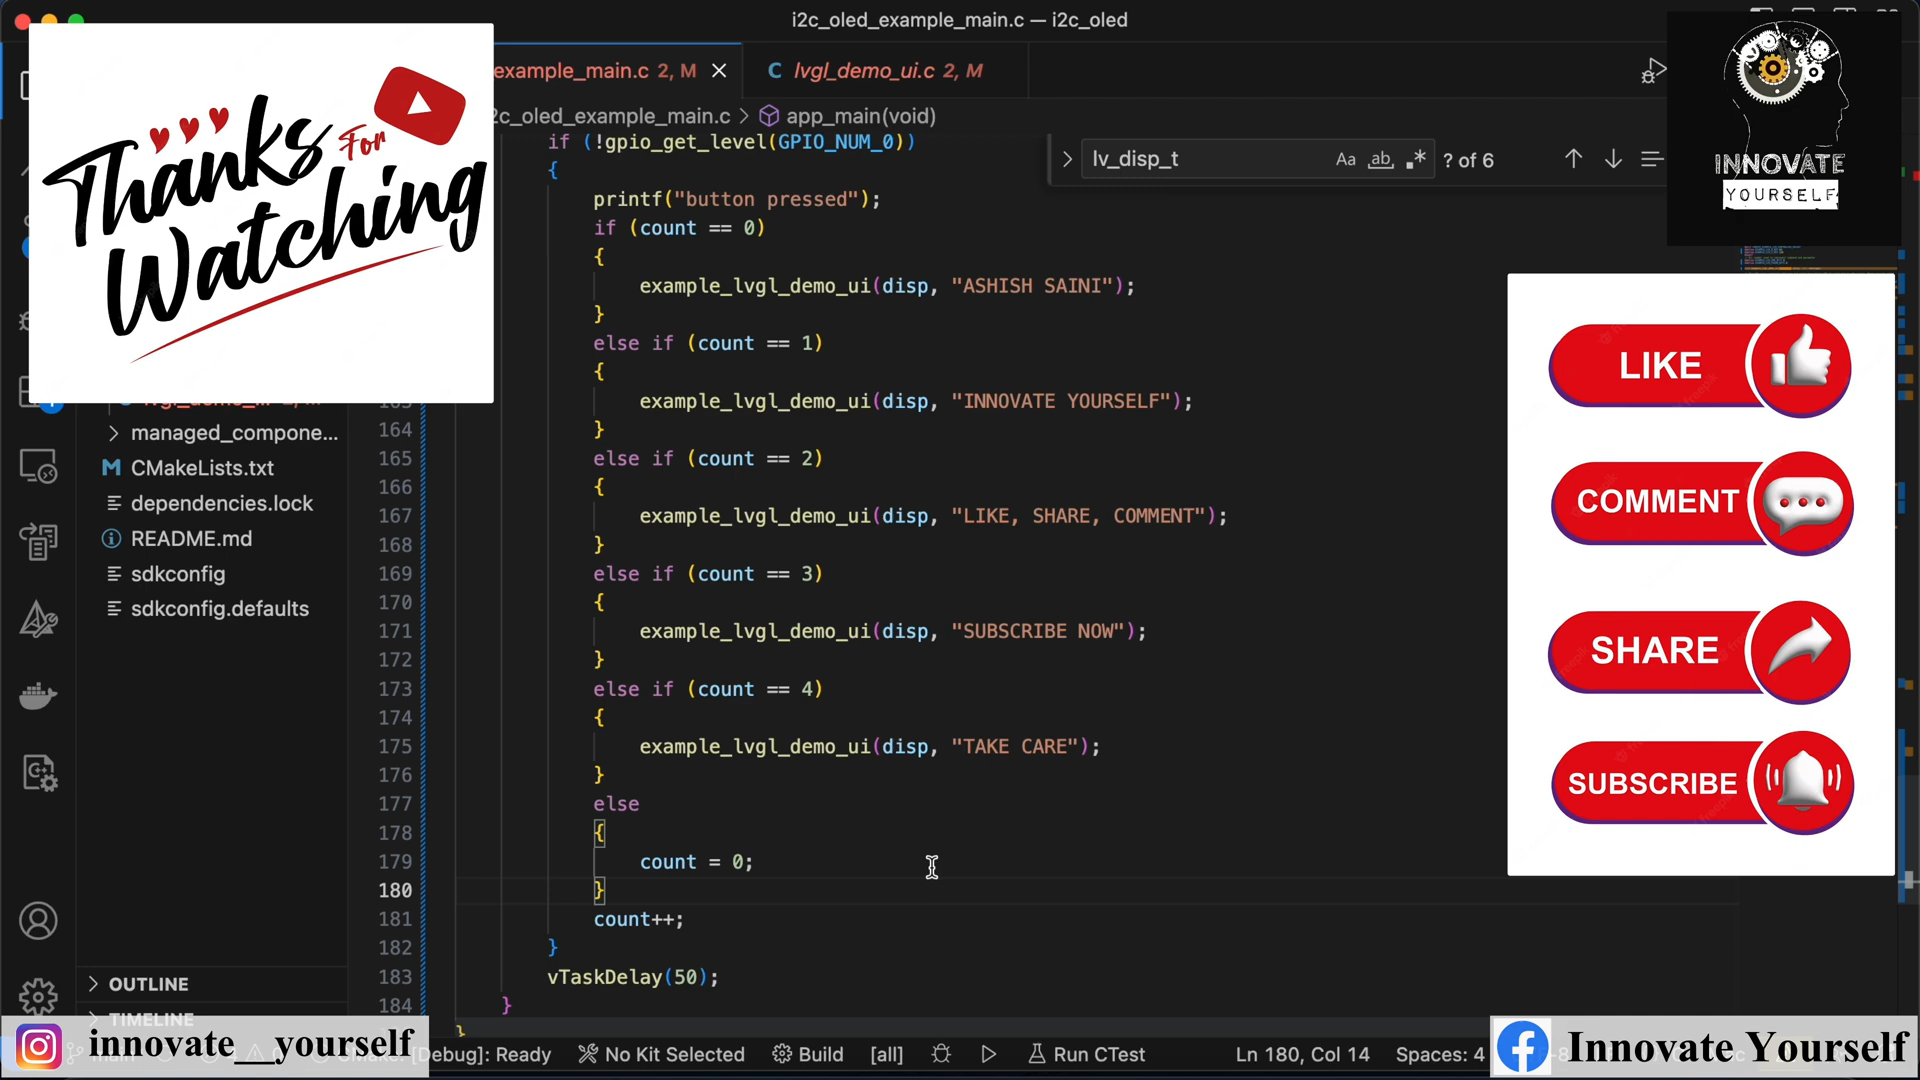 i2c_oled_example_main.c — i2c_oled
example_main.c 2, M
C lvgl_demo_ui.c 2, M
2c_oled_example_main.c > app_main(void)
lv_disp_t
Aa ab ? of 6
Thanks
For
Watching
INNOVATE
YOURSELF
if (!gpio_get_level(GPIO_NUM_0))
{
printf("button pressed");
if (count == 0)
{
example_lvgl_demo_ui(disp, "ASHISH SAINI");
}
else if (count == 1)
{
example_lvgl_demo_ui(disp, "INNOVATE YOURSELF");
164 }
165 else if (count == 2)
166 {
167 example_lvgl_demo_ui(disp, "LIKE, SHARE, COMMENT");
168 }
169 else if (count == 3)
170 {
171 example_lvgl_demo_ui(disp, "SUBSCRIBE NOW");
172 }
173 else if (count == 4)
174 {
175 example_lvgl_demo_ui(disp, "TAKE CARE");
176 }
177 else
178 {
179 count = 0;
180 }
181 count++;
182 }
183 vTaskDelay(50);
184 }
}
managed_compone...
CMakeLists.txt
dependencies.lock
README.md
sdkconfig
sdkconfig.defaults
OUTLINE
TIMELINE
LIKE
COMMENT
SHARE
SUBSCRIBE
innovate__yourself
[Debug]: Ready
No Kit Selected
Build
[all]
Run CTest
Ln 180, Col 14
Spaces: 4
Innovate Yourself